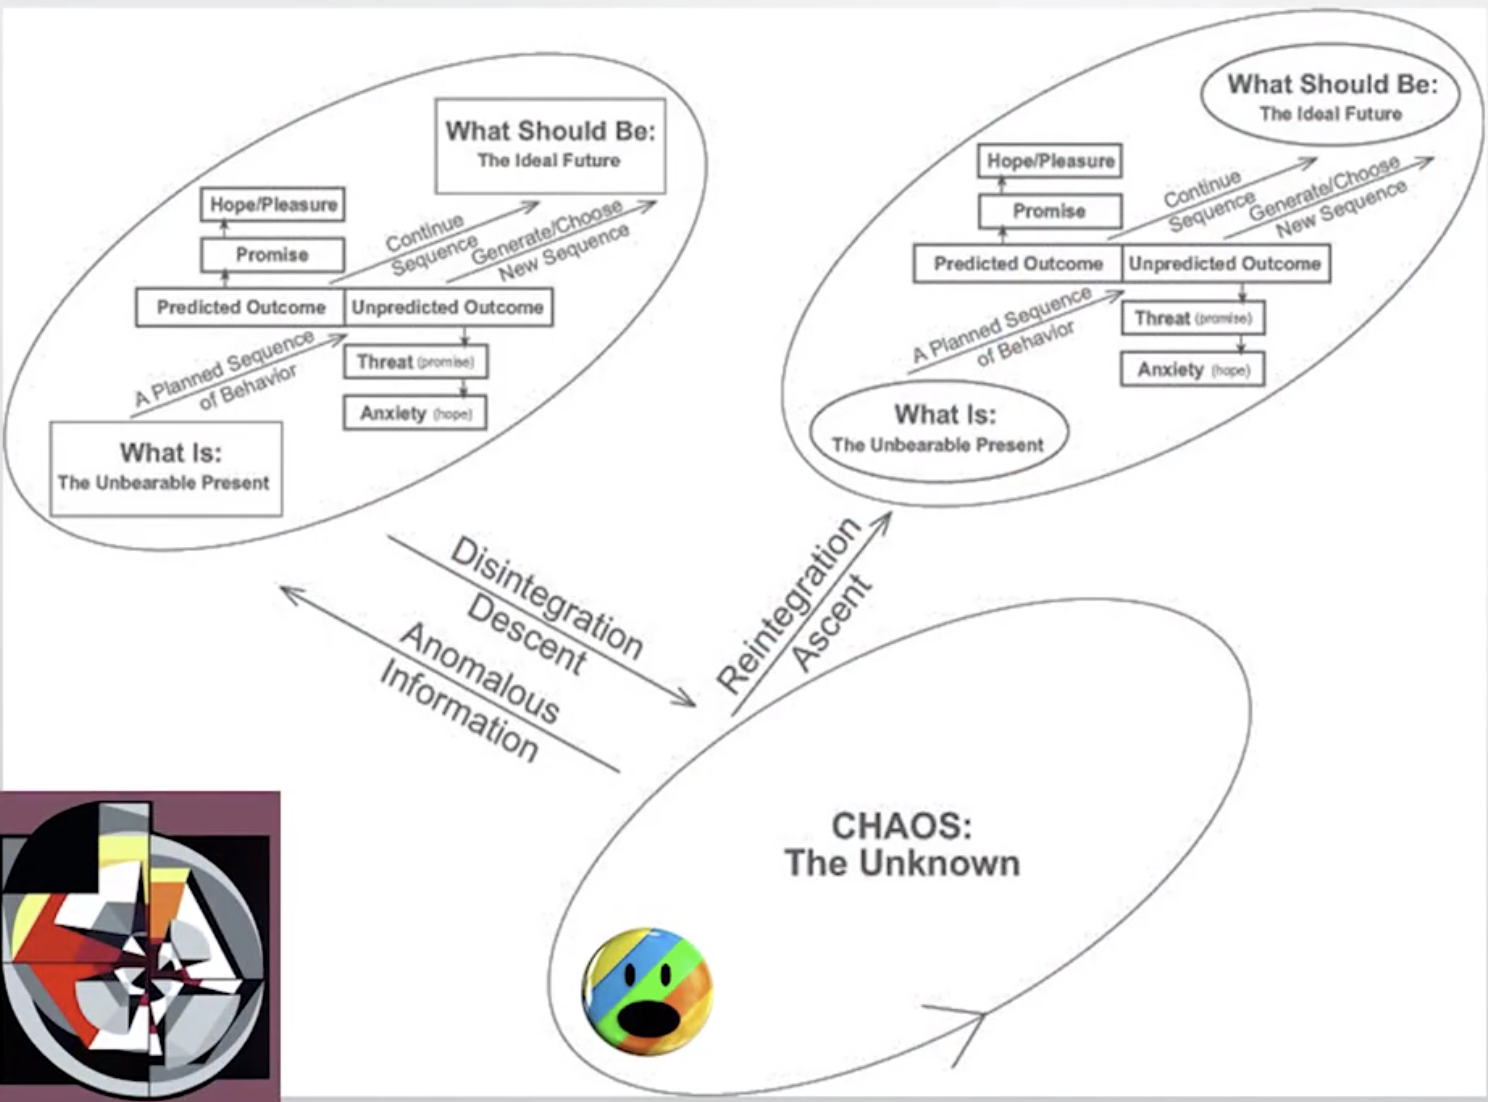 What Should Be:
The Ideal Future
Hope/Pleasure
Promise
Continue
Sequence
Generate/Choose
New Sequence
Predicted Outcome
Unpredicted Outcome
A Planned Sequence
of Behavior
Threat (promise)
Anxiety (hope)
What Is:
The Unbearable Present
What Should Be:
The Ideal Future
Hope/Pleasure
Promise
Continue
Sequence
Generate/Choose
New Sequence
Predicted Outcome
Unpredicted Outcome
A Planned Sequence
of Behavior
Threat (promise)
Anxiety (hope)
What Is:
The Unbearable Present
Disintegration
Descent
Anomalous
Information
Reintegration
Ascent
CHAOS:
The Unknown